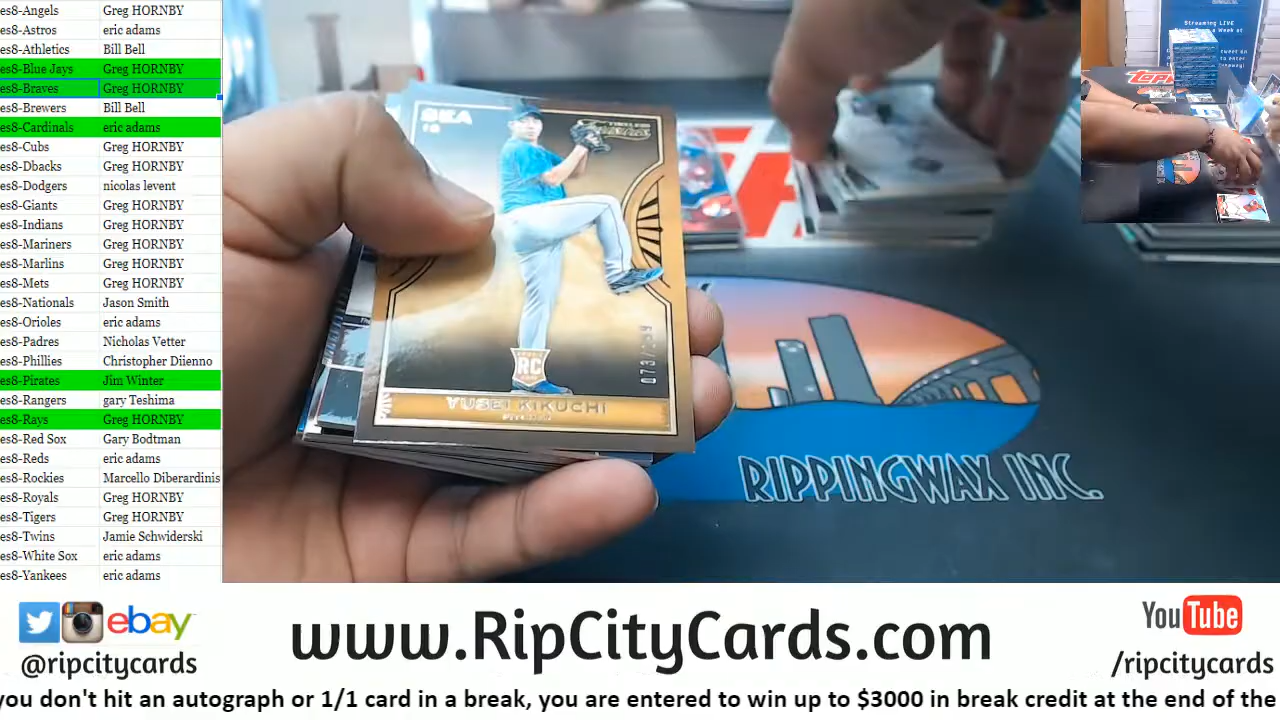 es8-Angels Greg HORNBY
es8-Astros eric adams
es8-Athletics Bill Bell
es8-Blue Jays Greg HORNBY
es8-Braves Greg HORNBY
es8-Brewers Bill Bell
es8-Cardinals eric adams
es8-Cubs Greg HORNBY
es8-Dbacks Greg HORNBY
es8-Dodgers nicolas levent
es8-Giants Greg HORNBY
es8-Indians Greg HORNBY
es8-Mariners Greg HORNBY
es8-Marlins Greg HORNBY
es8-Mets Greg HORNBY
es8-Nationals Jason Smith
es8-Orioles eric adams
es8-Padres Nicholas Vetter
es8-Phillies Christopher Diienno
es8-Pirates Jim Winter
es8-Rangers gary Teshima
es8-Rays Greg HORNBY
es8-Red Sox Gary Bodtman
es8-Reds eric adams
es8-Rockies Marcello Diberardinis
es8-Royals Greg HORNBY
es8-Tigers Greg HORNBY
es8-Twins Jamie Schwiderski
es8-White Sox eric adams
es8-Yankees eric adams
SEA
18
RC
YUSEI KIKUCHI
RIPPINGWAX INC.
Streaming LIVE
topps
ebay
@ripcitycards
www.RipCityCards.com
YouTube
/ripcitycards
you don't hit an autograph or 1/1 card in a break, you are entered to win up to $3000 in break credit at the end of the